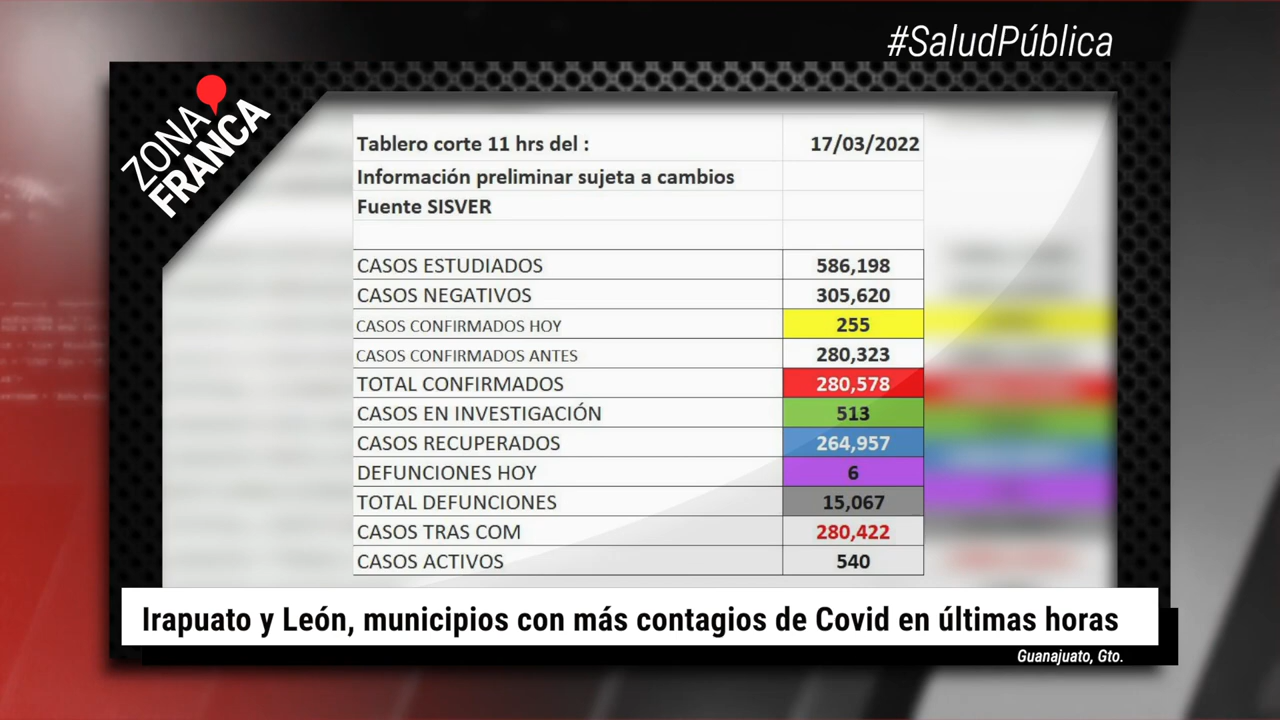 #SaludPública
ZONA
FRANCA
Tablero corte 11 hrs del : 17/03/2022
Información preliminar sujeta a cambios
Fuente SISVER
CASOS ESTUDIADOS 586,198
CASOS NEGATIVOS 305,620
CASOS CONFIRMADOS HOY 255
CASOS CONFIRMADOS ANTES 280,323
TOTAL CONFIRMADOS 280,578
CASOS EN INVESTIGACIÓN 513
CASOS RECUPERADOS 264,957
DEFUNCIONES HOY 6
TOTAL DEFUNCIONES 15,067
CASOS TRAS COM 280,422
CASOS ACTIVOS 540
Irapuato y León, municipios con más contagios de Covid en últimas horas
Guanajuato, Gto.